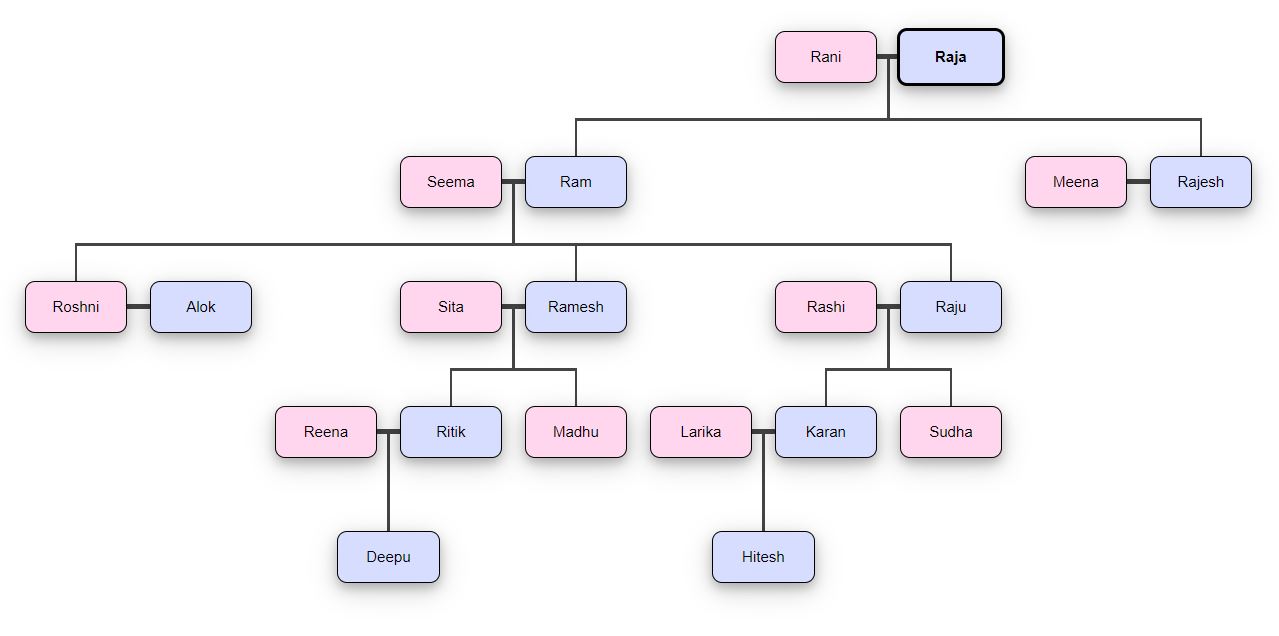 Rani
Raja
Seema
Ram
Meena
Rajesh
Roshni
Alok
Sita
Ramesh
Rashi
Raju
Reena
Ritik
Madhu
Larika
Karan
Sudha
Deepu
Hitesh